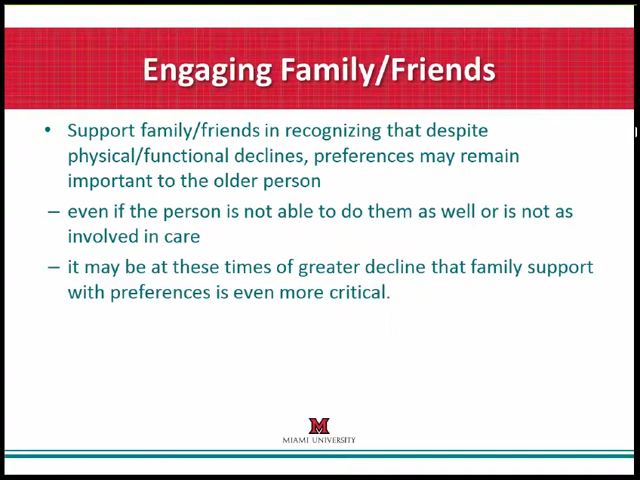 Engaging Family/Friends
• Support family/friends in recognizing that despite
physical/functional declines, preferences may remain
important to the older person
– even if the person is not able to do them as well or is not as
involved in care
– it may be at these times of greater decline that family support
with preferences is even more critical.
M
MIAMI UNIVERSITY